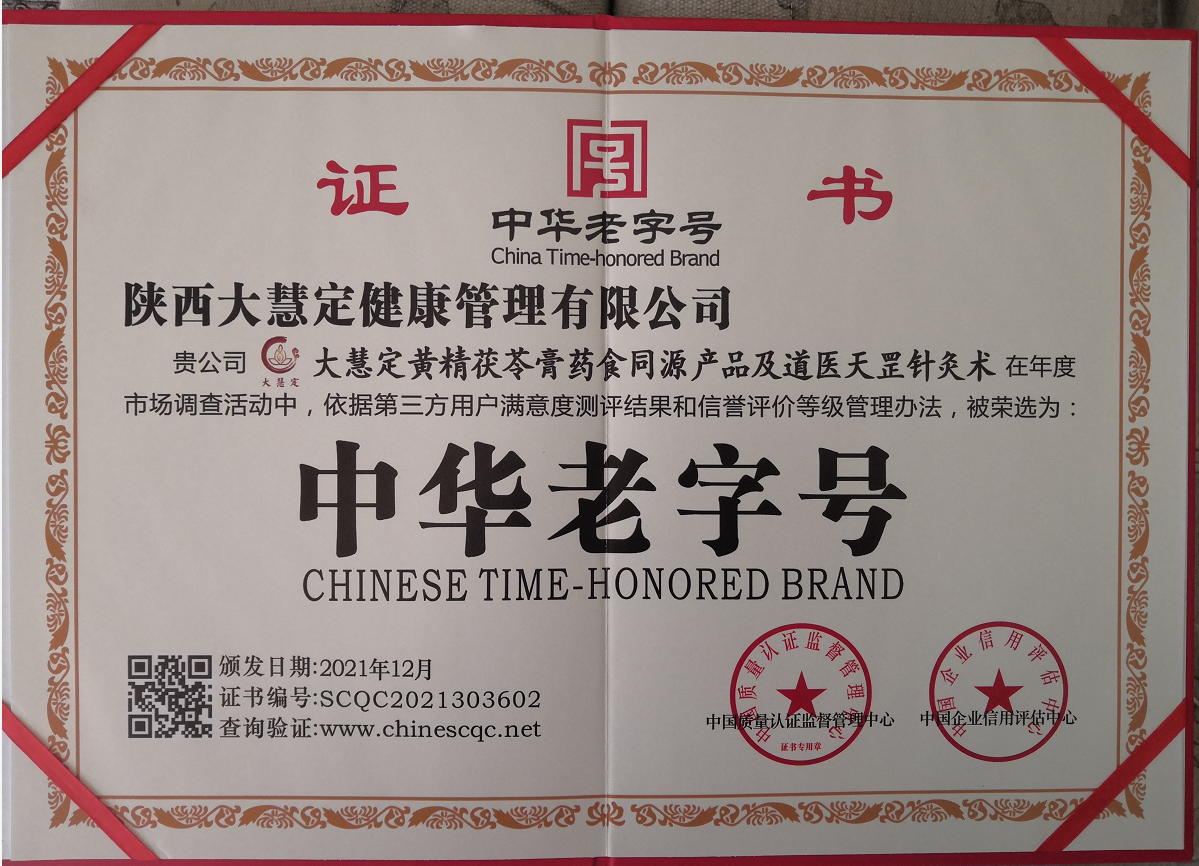 证 书
中华老字号
China Time-honored Brand
陕西大慧定健康管理有限公司
贵公司 大慧定 大慧定黄精茯苓膏药食同源产品及道医天罡针灸术 在年度
市场调查活动中，依据第三方用户满意度测评结果和信誉评价等级管理办法，被荣选为：
中华老字号
CHINESE TIME-HONORED BRAND
颁发日期:2021年12月
证书编号:SCQC2021303602
查询验证:www.chinescqc.net
中国质量认证监督管理中心
中国质量认证监督管理中心
证书专用章
中国企业信用评估中心
中国企业信用评估中心